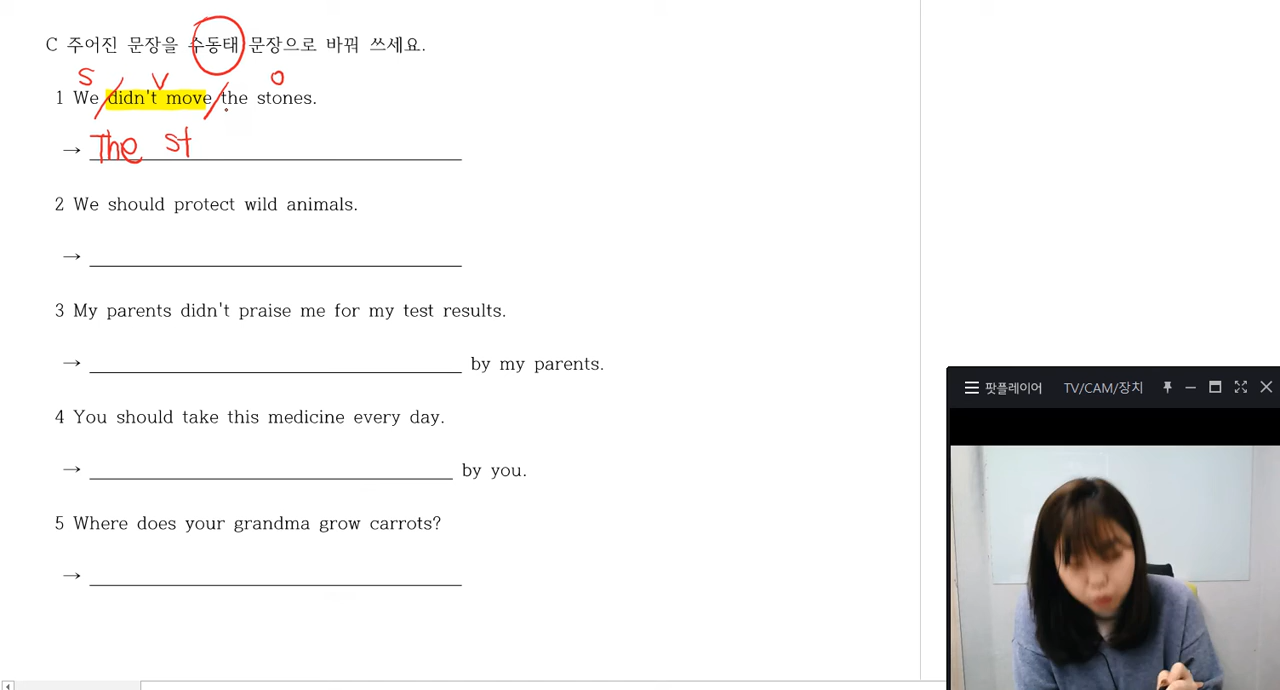 C 주어진 문장을 수동태 문장으로 바꿔 쓰세요.
S V O
1 We didn't move the stones.
→ The st
2 We should protect wild animals.
→
3 My parents didn't praise me for my test results.
→ by my parents.
4 You should take this medicine every day.
→ by you.
5 Where does your grandma grow carrots?
→
팟플레이어 TV/CAM/장치